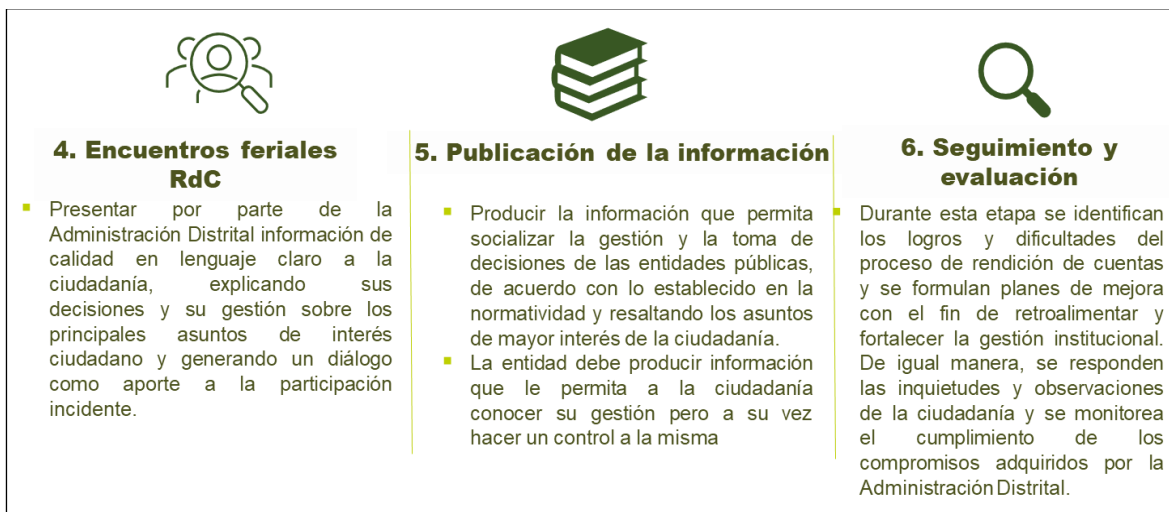 4. Encuentros feriales
RdC
▪ Presentar por parte de la
Administración Distrital información de
calidad en lenguaje claro a la
ciudadanía, explicando sus
decisiones y su gestión sobre los
principales asuntos de interés
ciudadano y generando un diálogo
como aporte a la participación
incidente.
5. Publicación de la información
▪ Producir la información que permita
socializar la gestión y la toma de
decisiones de las entidades públicas,
de acuerdo con lo establecido en la
normatividad y resaltando los asuntos
de mayor interés de la ciudadanía.
▪ La entidad debe producir información
que le permita a la ciudadanía
conocer su gestión pero a su vez
hacer un control a la misma
6. Seguimiento y
evaluación
▪ Durante esta etapa se identifican
los logros y dificultades del
proceso de rendición de cuentas
y se formulan planes de mejora
con el fin de retroalimentar y
fortalecer la gestión institucional.
De igual manera, se responden
las inquietudes y observaciones
de la ciudadanía y se monitorea
el cumplimiento de los
compromisos adquiridos por la
Administración Distrital.